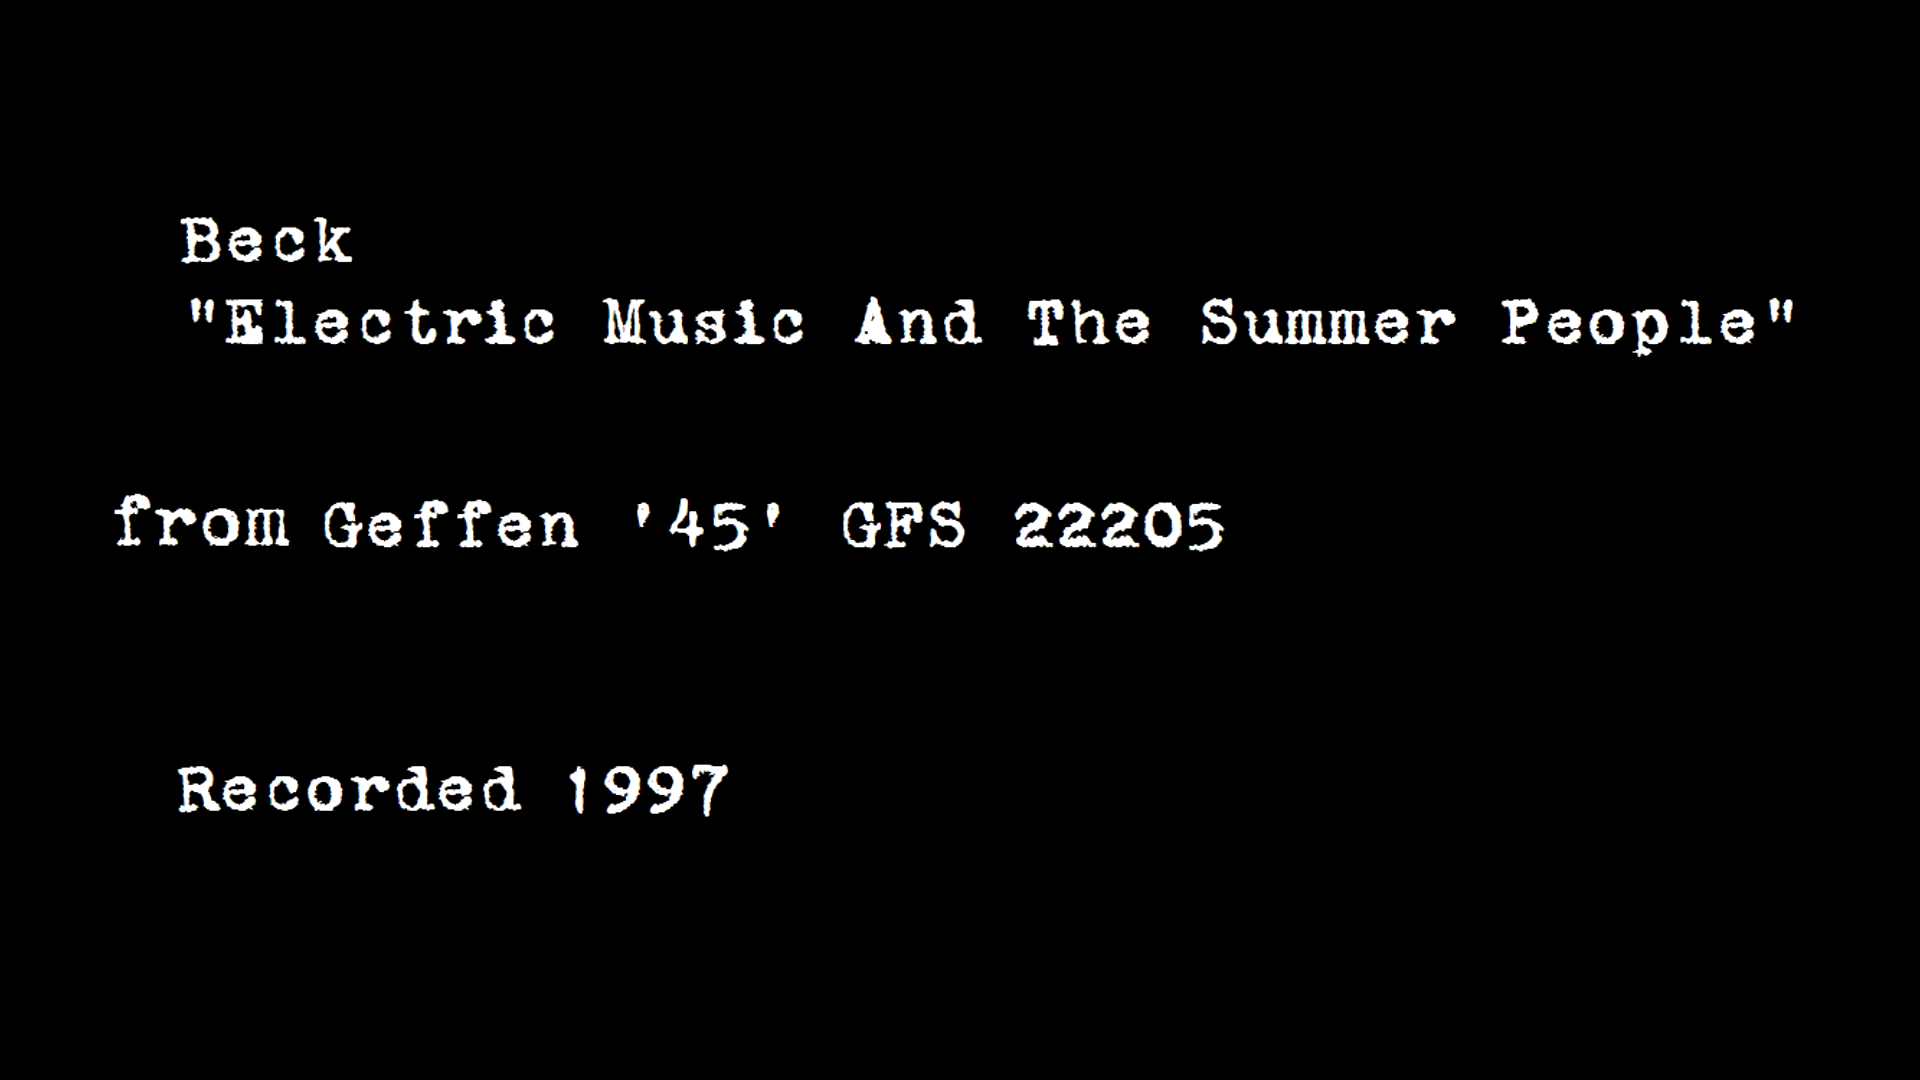 Beck
"Electric Music And The Summer People"
from Geffen '45' GFS 22205
Recorded 1997